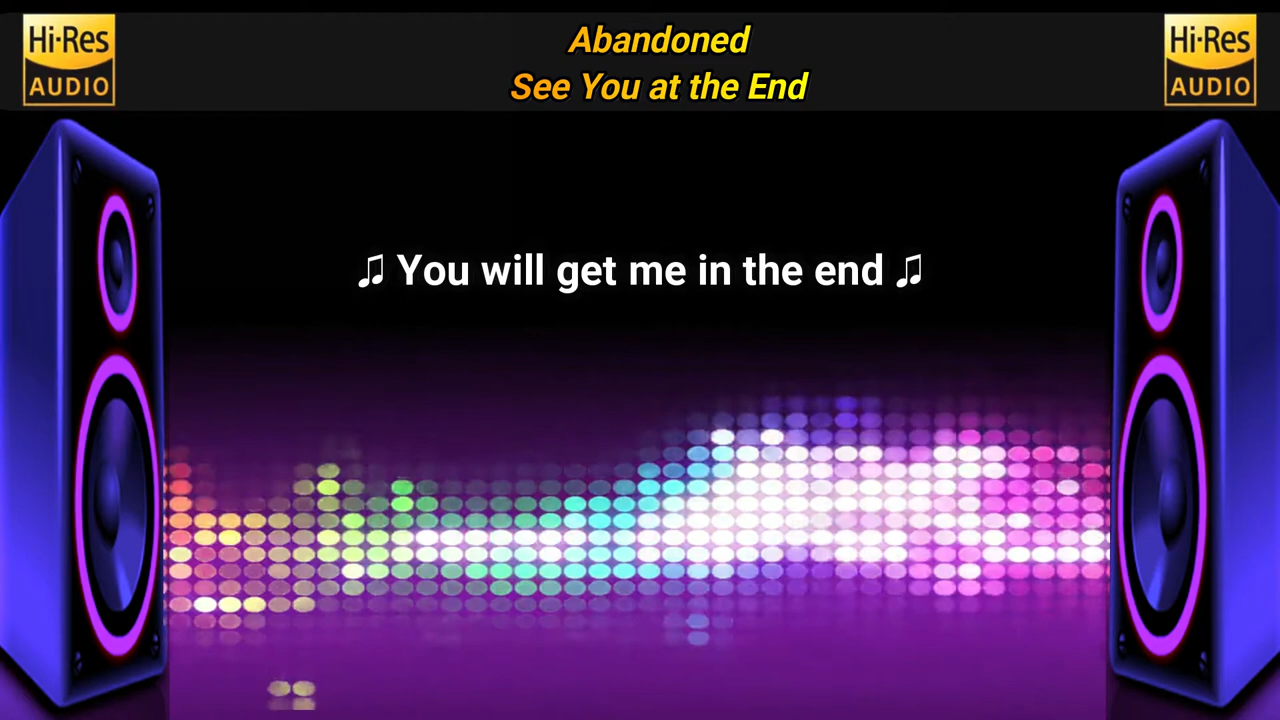 Hi-Res
AUDIO
Abandoned
See You at the End
Hi-Res
AUDIO
♫ You will get me in the end ♫